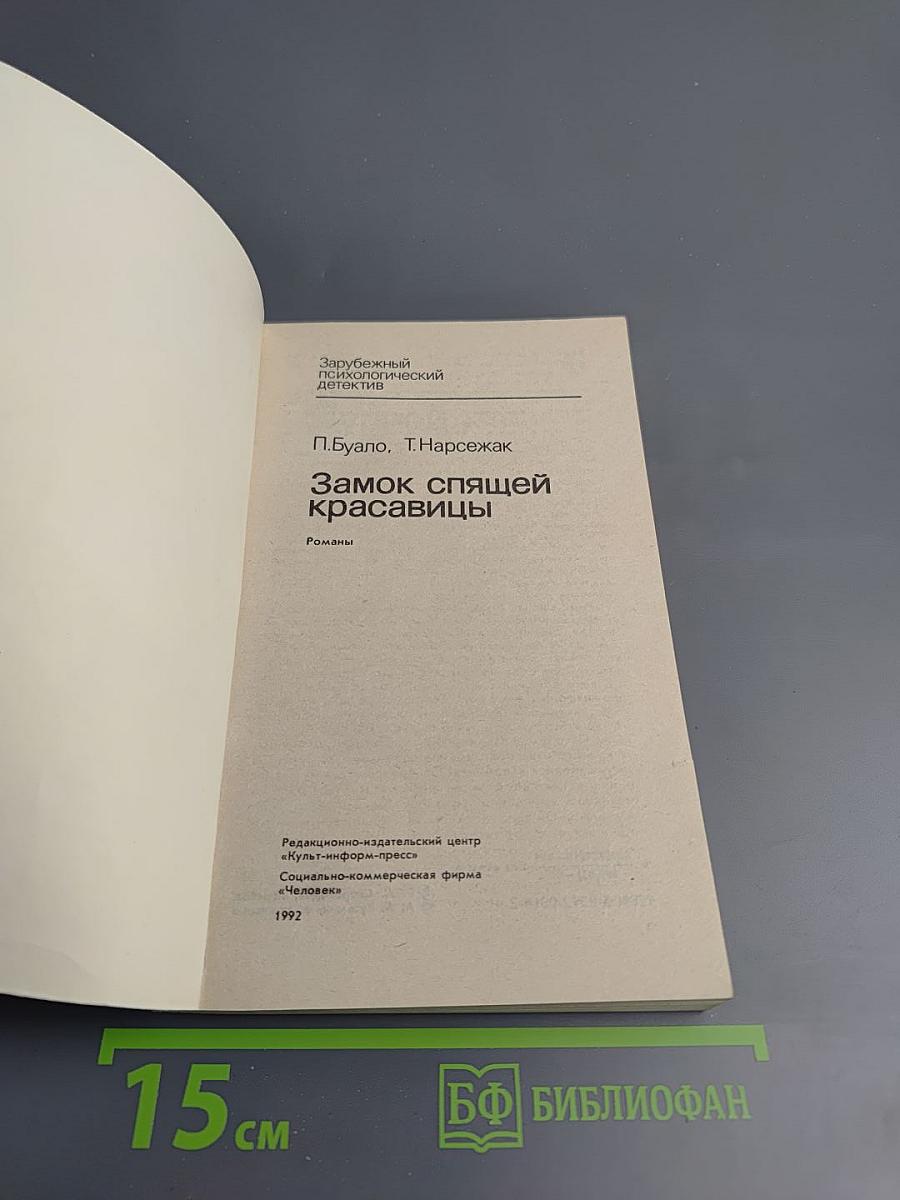 Зарубежный
психологический
детектив
П.Буало, Т.Нарсежак
Замок спящей
красавицы
Романы
Редакционно-издательский центр
«Культ-информ-пресс»
Социально-коммерческая фирма
«Человек»
1992
15 см
БФ БИБЛИОФАН